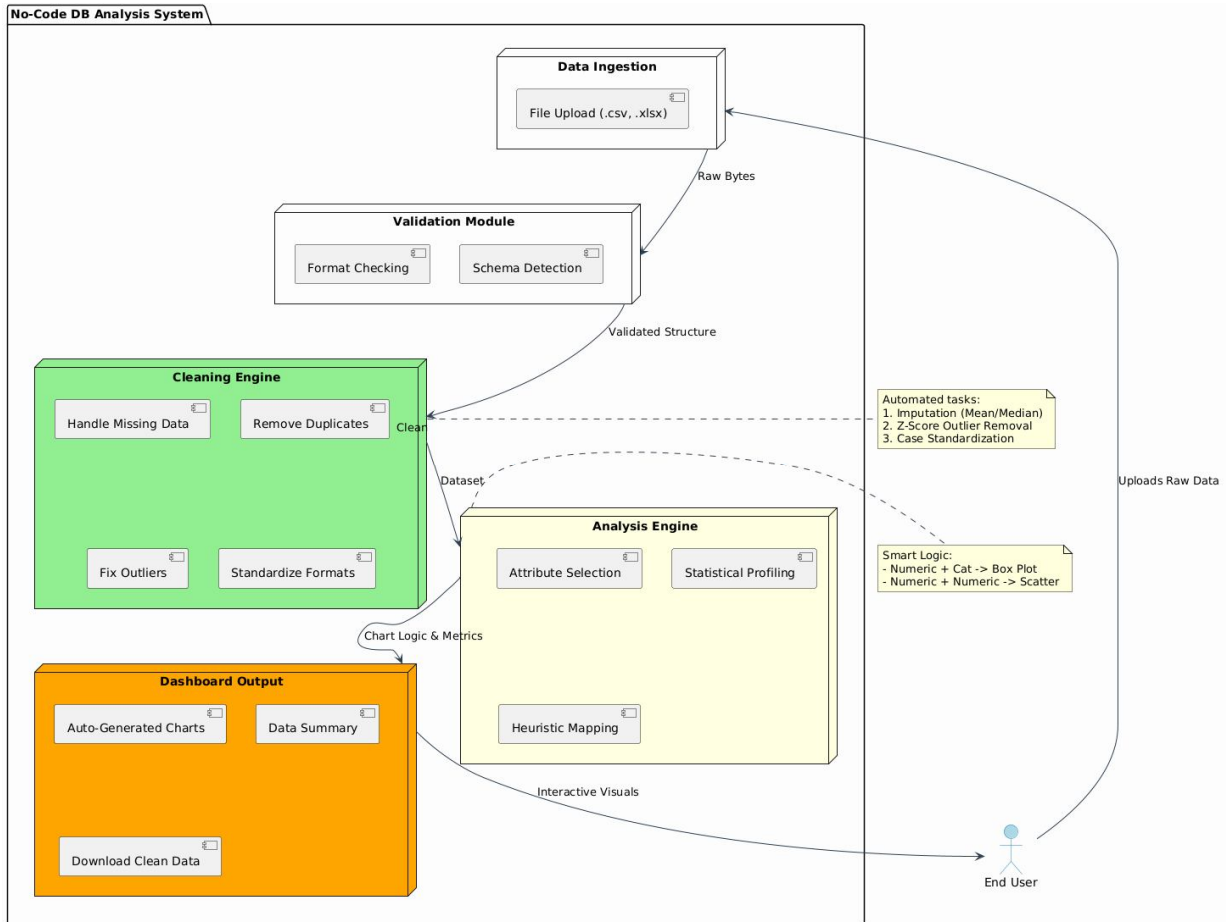 No-Code DB Analysis System
Data Ingestion
File Upload (.csv, .xlsx)
Raw Bytes
Validation Module
Format Checking
Schema Detection
Validated Structure
Cleaning Engine
Handle Missing Data
Remove Duplicates
Clean
Fix Outliers
Standardize Formats
Automated tasks:
1. Imputation (Mean/Median)
2. Z-Score Outlier Removal
3. Case Standardization
Uploads Raw Data
Dataset
Analysis Engine
Attribute Selection
Statistical Profiling
Heuristic Mapping
Smart Logic:
- Numeric + Cat -> Box Plot
- Numeric + Numeric -> Scatter
Chart Logic & Metrics
Dashboard Output
Auto-Generated Charts
Data Summary
Download Clean Data
Interactive Visuals
End User